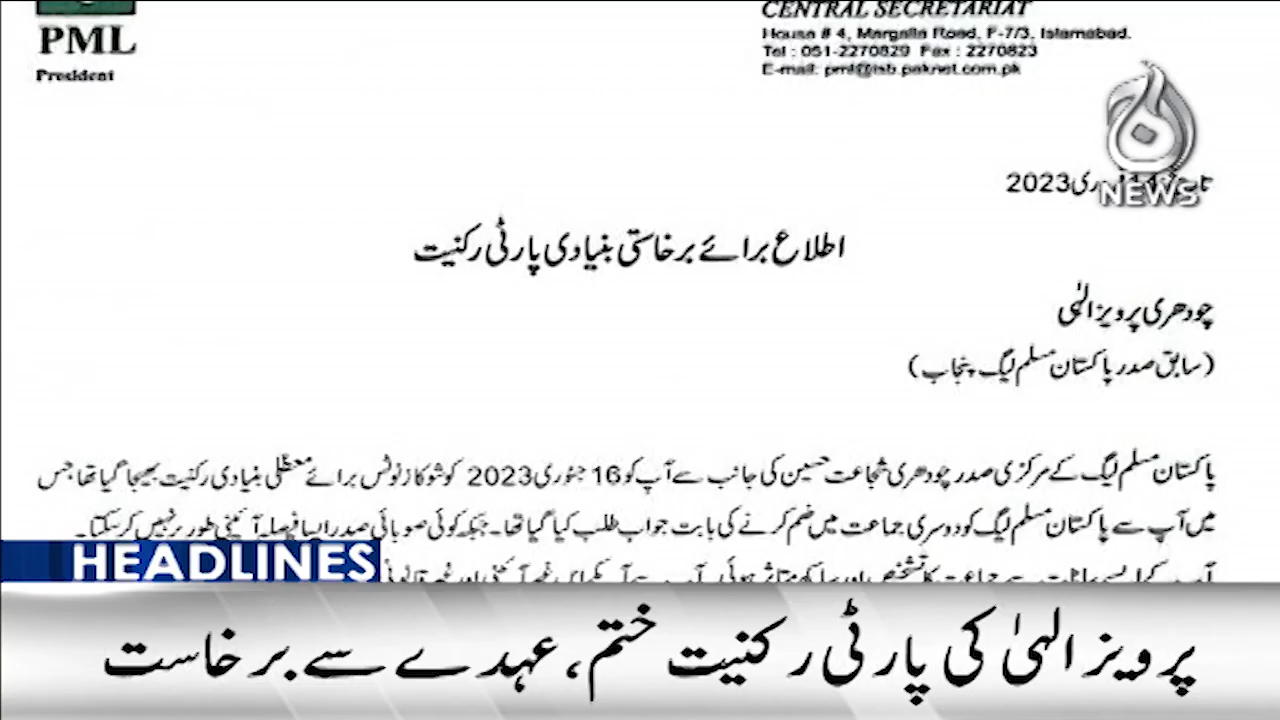 PML
President
CENTRAL SECRETARIAT
House # 4, Margalla Road, F-7/3, Islamabad.
Tel : 051-2270829 Fax : 2270823
E-mail: pml@isb.paknet.com.pk
NEWS
2023
اطلاع برائے برخاستی بنیادی پارٹی رکنیت
چودھری پرویز الٰہی
(سابق صدر پاکستان مسلم لیگ پنجاب)
پاکستان مسلم لیگ کے مرکزی صدر چودھری شجاعت حسین کی جانب سے آپ کو 16 جنوری 2023 کو شوکاز نوٹس برائے معطلی بنیادی رکنیت بھیجا گیا تھا جس
میں آپ سے پاکستان مسلم لیگ کو دوسری جماعت میں ضم کرنے کی بابت جواب طلب کیا گیا تھا۔ جبکہ کوئی صوبائی صدر ایسا فیصلہ آئینی طور پر نہیں کر سکتا۔
HEADLINES
پرویز الہیٰ کی پارٹی رکنیت ختم، عہدے سے برخاست